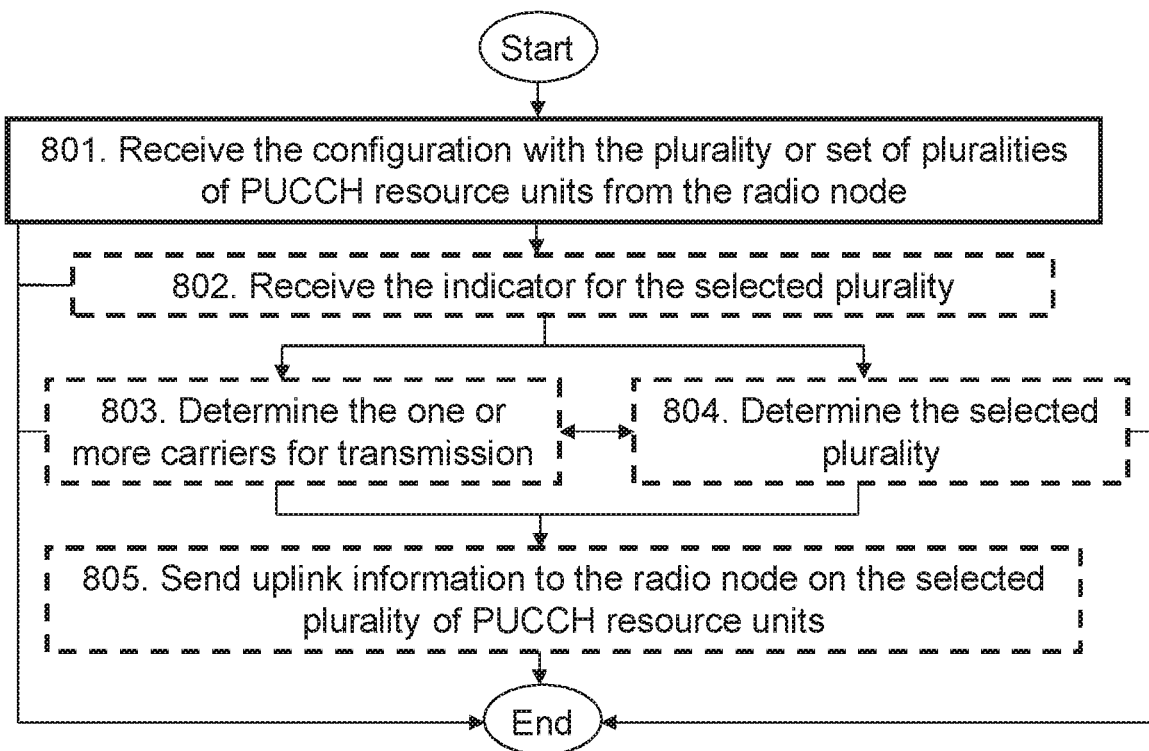 Start
801. Receive the configuration with the plurality or set of pluralities
of PUCCH resource units from the radio node
802. Receive the indicator for the selected plurality
803. Determine the one or
more carriers for transmission
804. Determine the selected
plurality
805. Send uplink information to the radio node on the selected
plurality of PUCCH resource units
End